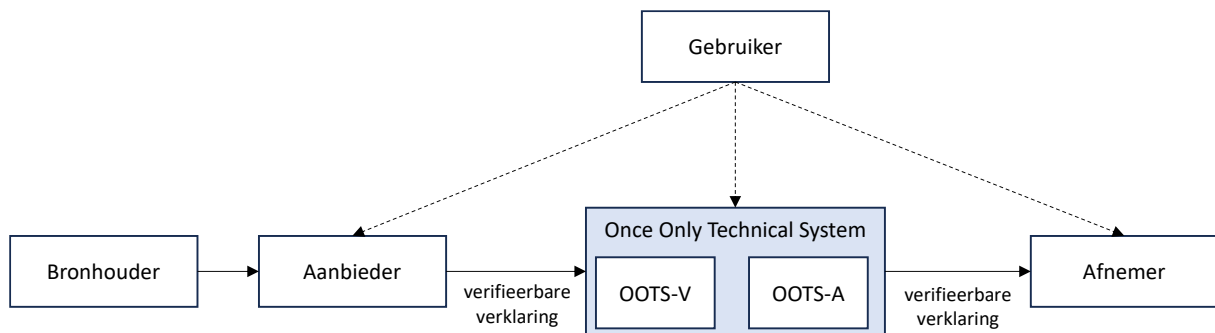 Gebruiker
Once Only Technical System
Bronhouder
Aanbieder
OOTS-V
OOTS-A
Afnemer
verifieerbare
verklaring
verifieerbare
verklaring